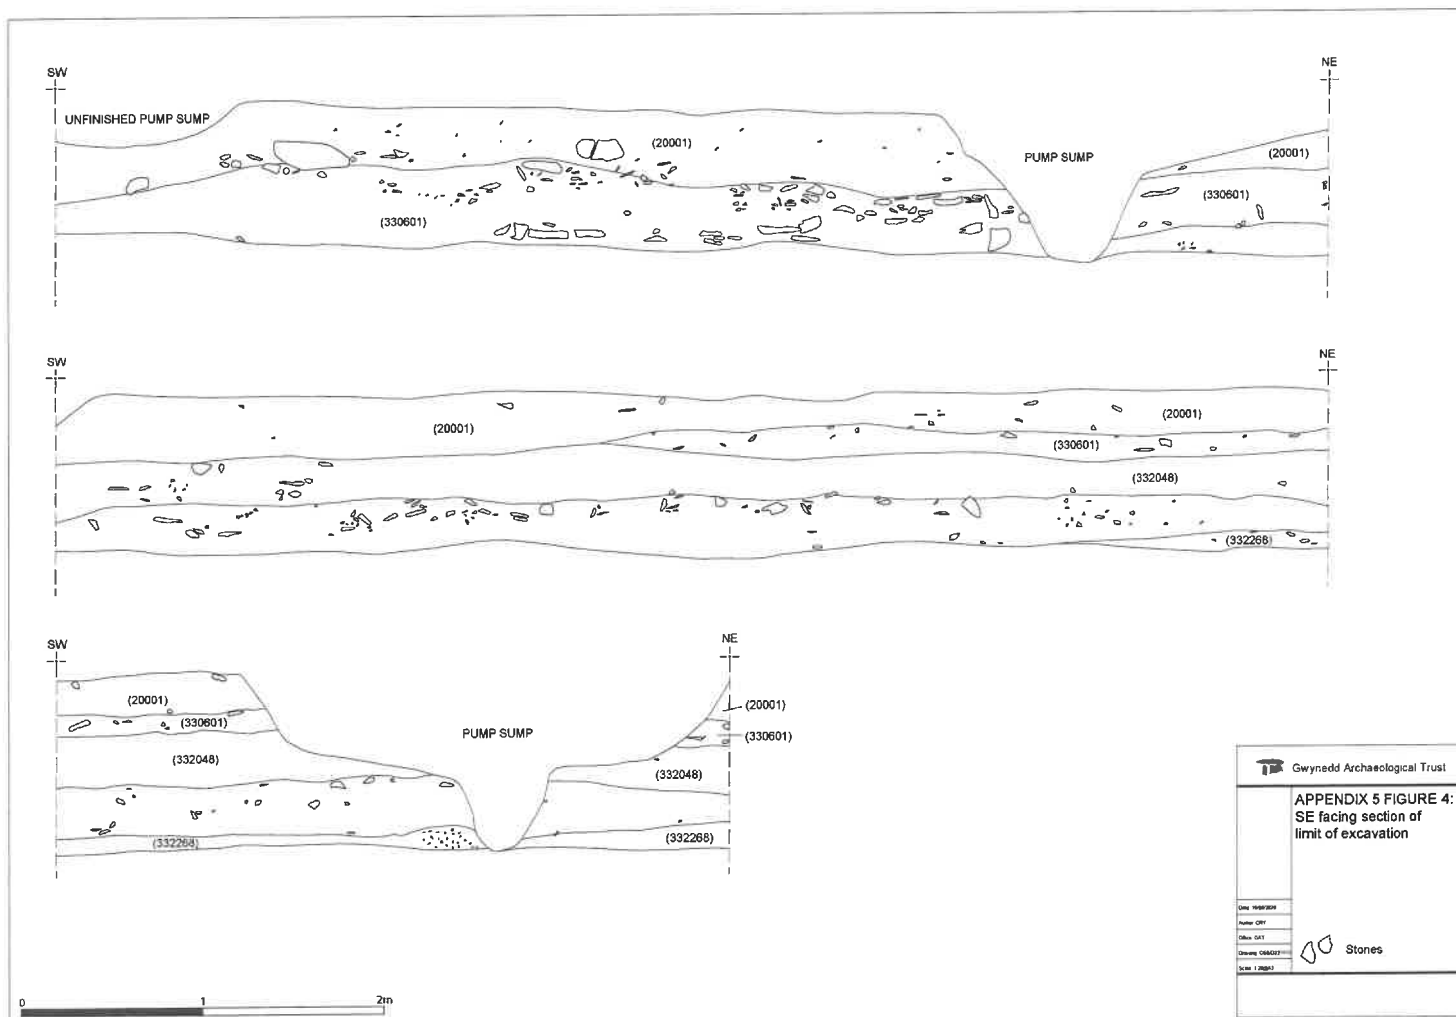 SW
NE
UNFINISHED PUMP SUMP
(20001)
PUMP SUMP
(20001)
(330601)
(330601)
SW
NE
(20001)
(20001)
(330601)
(332048)
(332268)
SW
NE
(20001)
(20001)
(330601)
PUMP SUMP
(330601)
(332048)
(332048)
(332268)
(332268)
Gwynedd Archaeological Trust
APPENDIX 5 FIGURE 4:
SE facing section of
limit of excavation
Stones
0 1 2m